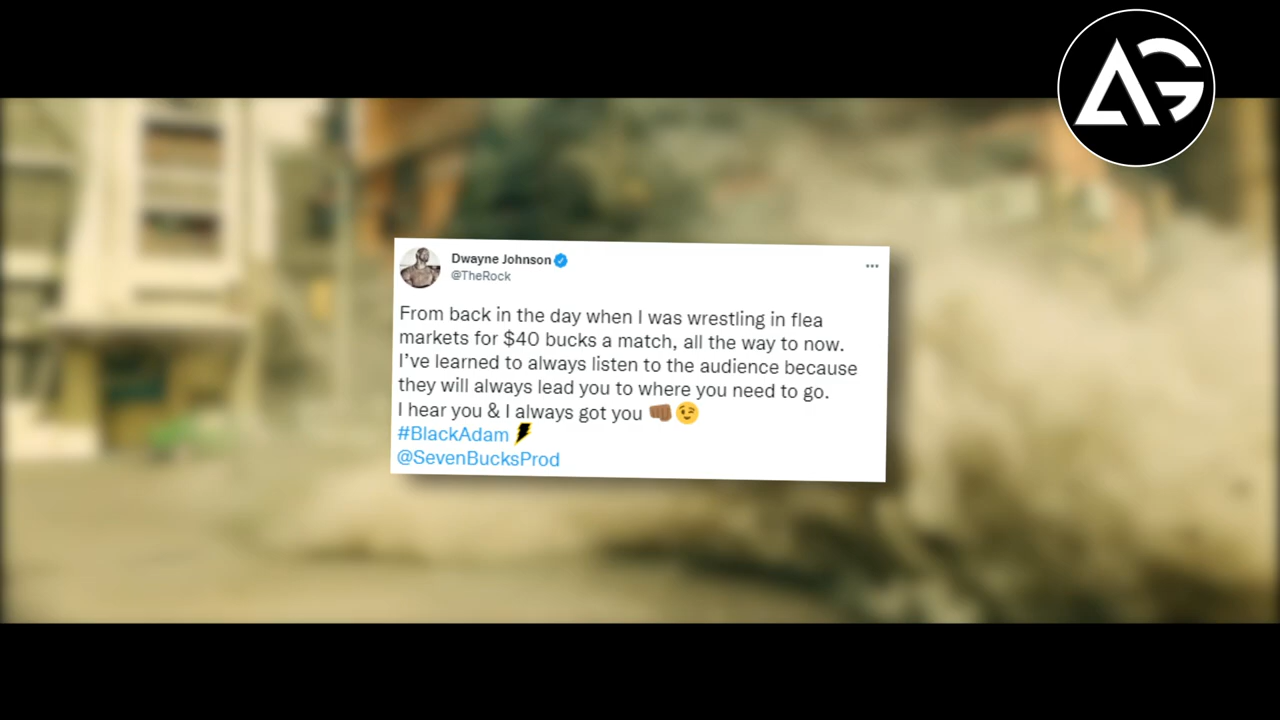 AG
Dwayne Johnson
@TheRock
From back in the day when I was wrestling in flea
markets for $40 bucks a match, all the way to now.
I’ve learned to always listen to the audience because
they will always lead you to where you need to go.
I hear you & I always got you 👊🏾😉
#BlackAdam⚡
@SevenBucksProd